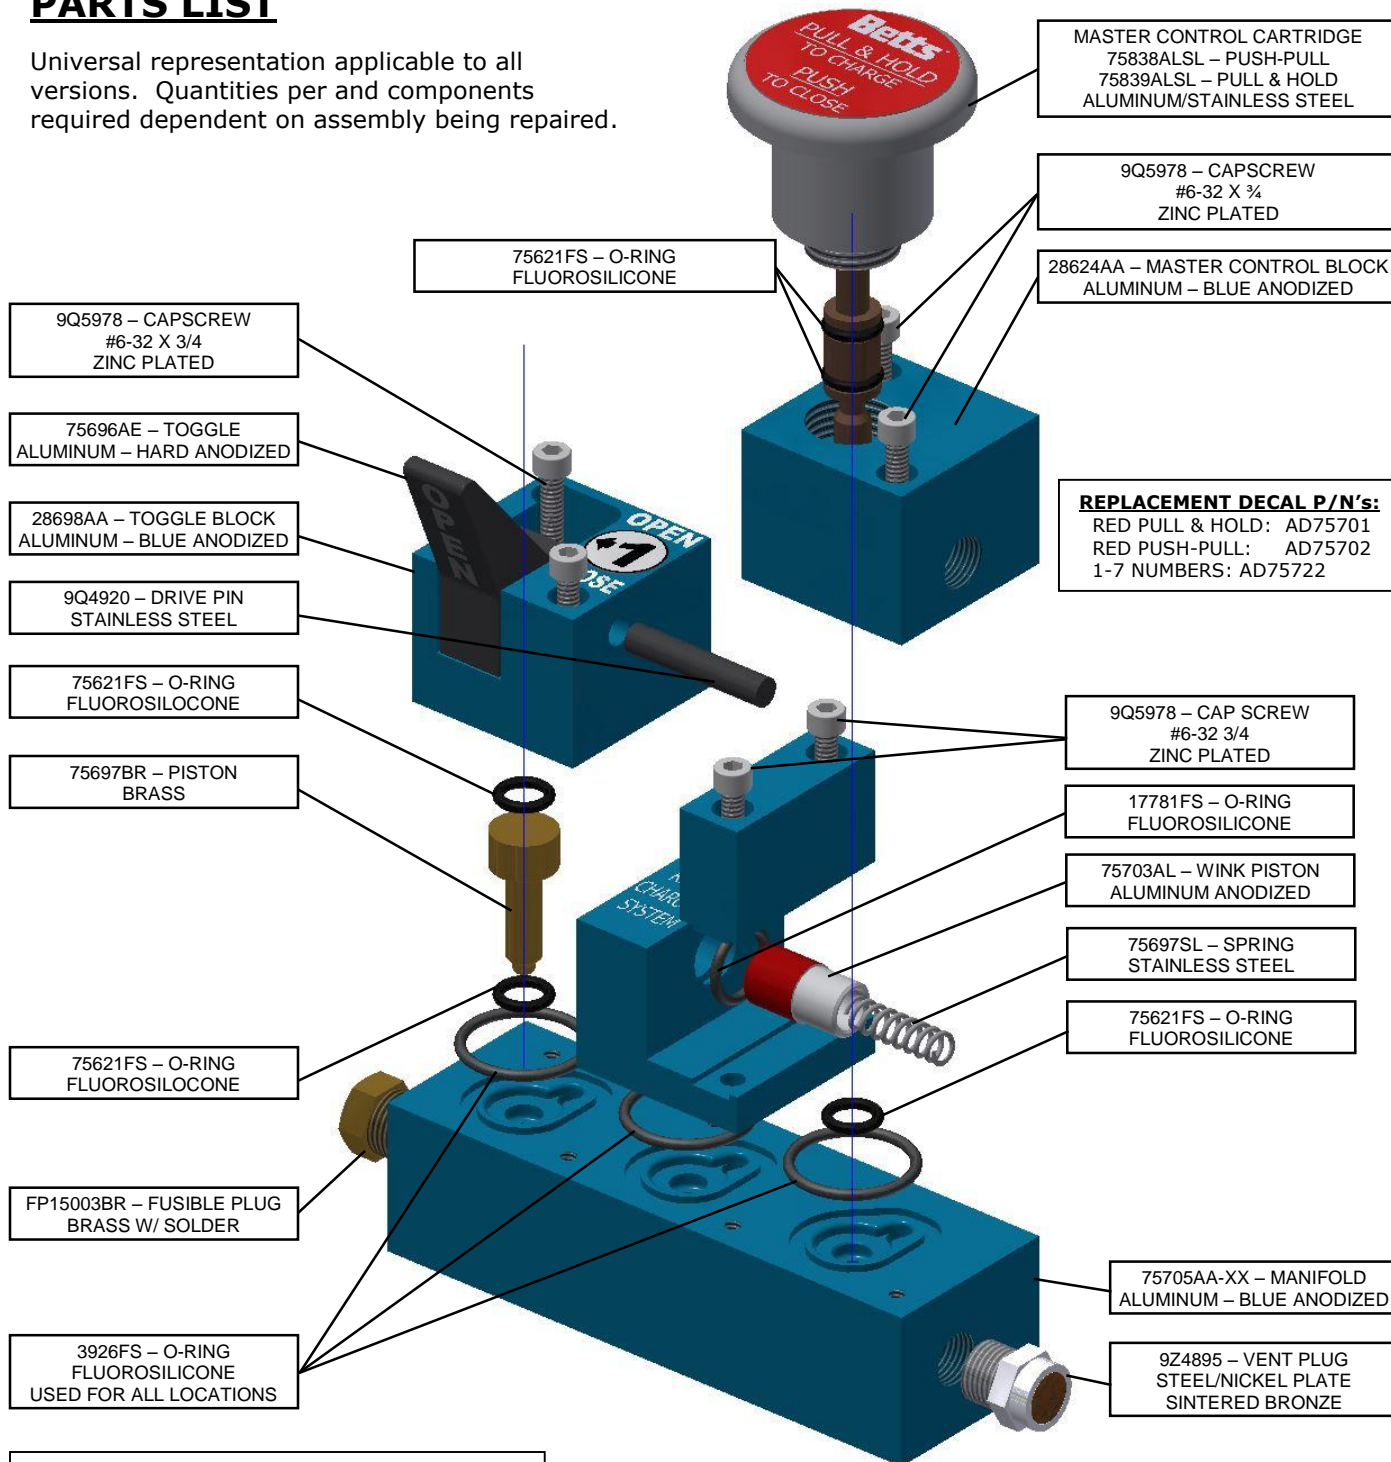 PARTS LIST
Universal representation applicable to all
versions. Quantities per and components
required dependent on assembly being repaired.
Betts
PULL & HOLD
TO CHARGE
PUSH
TO CLOSE
MASTER CONTROL CARTRIDGE
75838ALSL – PUSH-PULL
75839ALSL – PULL & HOLD
ALUMINUM/STAINLESS STEEL
9Q5978 – CAPSCREW
#6-32 X ¾
ZINC PLATED
75621FS – O-RING
FLUOROSILICONE
28624AA – MASTER CONTROL BLOCK
ALUMINUM – BLUE ANODIZED
9Q5978 – CAPSCREW
#6-32 X 3/4
ZINC PLATED
75696AE – TOGGLE
ALUMINUM – HARD ANODIZED
28698AA – TOGGLE BLOCK
ALUMINUM – BLUE ANODIZED
9Q4920 – DRIVE PIN
STAINLESS STEEL
OPEN
OPEN
1
OSE
REPLACEMENT DECAL P/N's:
RED PULL & HOLD: AD75701
RED PUSH-PULL: AD75702
1-7 NUMBERS: AD75722
75621FS – O-RING
FLUOROSILOCONE
75697BR – PISTON
BRASS
9Q5978 – CAP SCREW
#6-32 3/4
ZINC PLATED
17781FS – O-RING
FLUOROSILICONE
75703AL – WINK PISTON
ALUMINUM ANODIZED
75697SL – SPRING
STAINLESS STEEL
75621FS – O-RING
FLUOROSILICONE
SYSTEM
75621FS – O-RING
FLUOROSILOCONE
FP15003BR – FUSIBLE PLUG
BRASS W/ SOLDER
3926FS – O-RING
FLUOROSILICONE
USED FOR ALL LOCATIONS
75705AA-XX – MANIFOLD
ALUMINUM – BLUE ANODIZED
9Z4895 – VENT PLUG
STEEL/NICKEL PLATE
SINTERED BRONZE